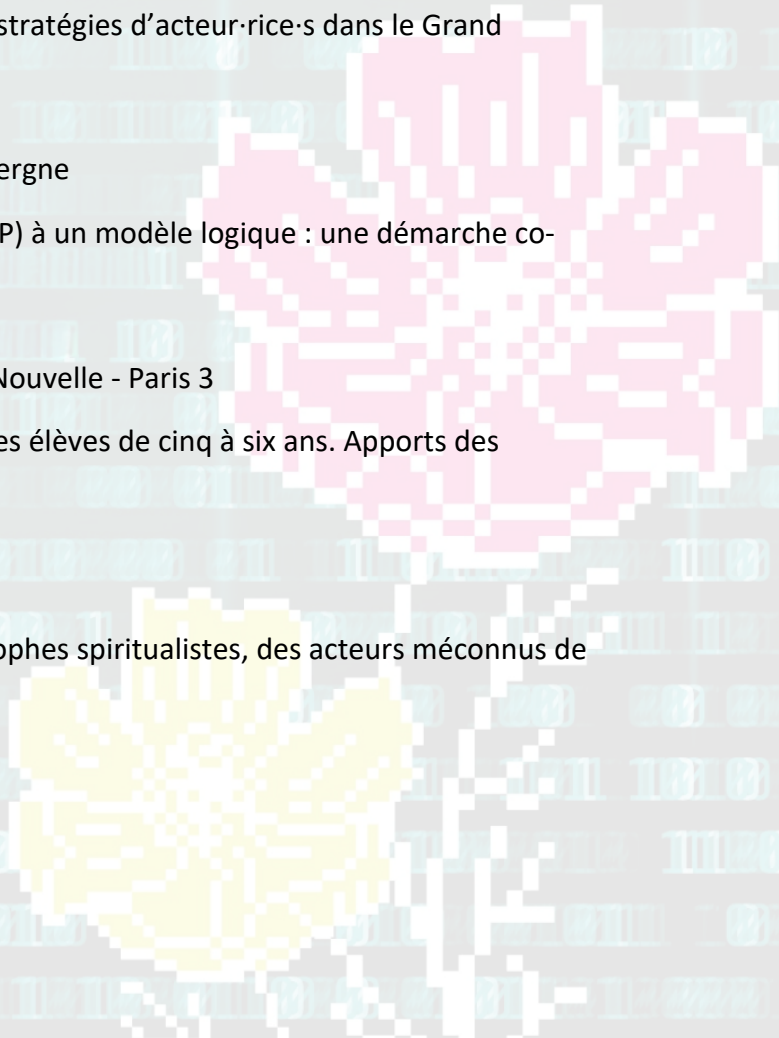 stratégies d’acteur·rice·s dans le Grand
ergne
P) à un modèle logique : une démarche co-
Nouvelle - Paris 3
es élèves de cinq à six ans. Apports des
ophes spiritualistes, des acteurs méconnus de